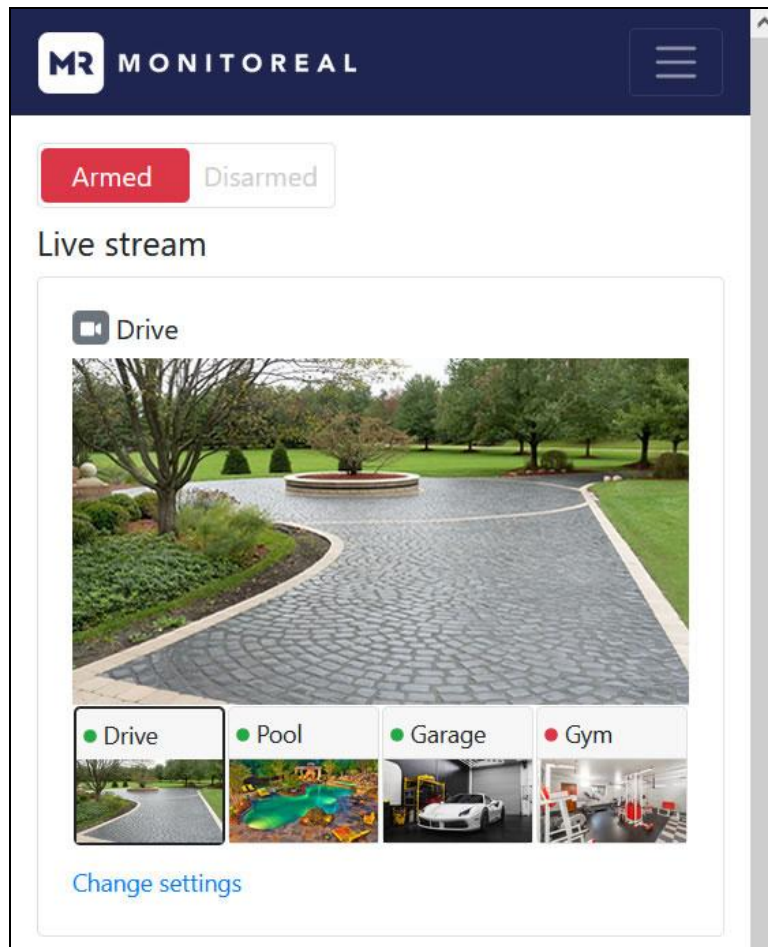 MR MONITOREAL
Armed Disarmed
Live stream
Drive
Drive Pool Garage Gym
Change settings